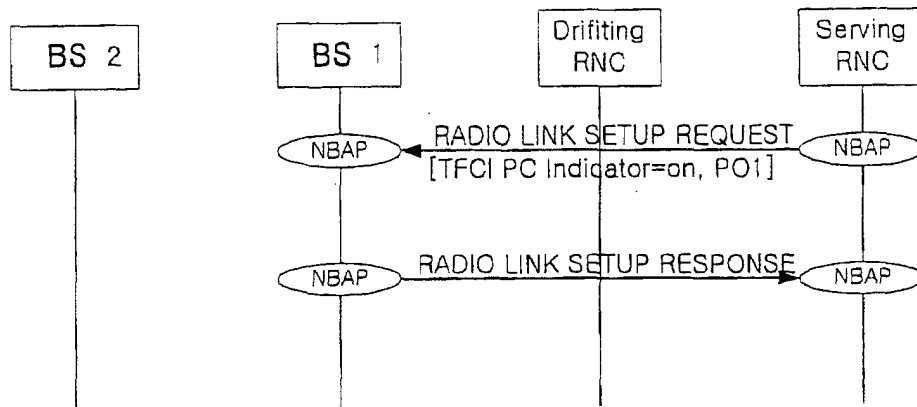 BS 2
BS 1
Drifiting
RNC
Serving
RNC
NBAP
RADIO LINK SETUP REQUEST
NBAP
[TFCI PC Indicator=on, PO1]
NBAP
RADIO LINK SETUP RESPONSE
NBAP